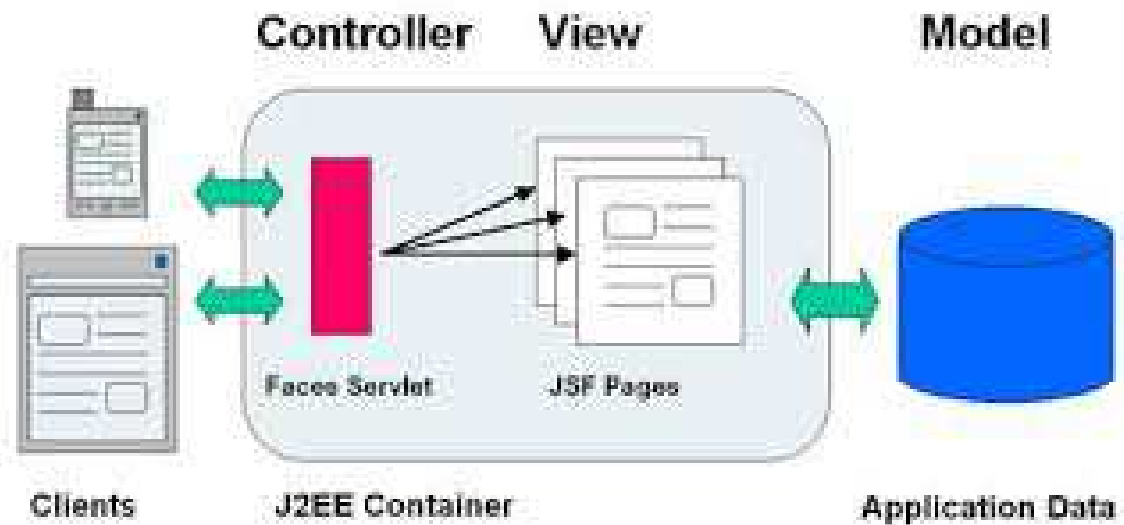 Controller View Model
Faces Servlet JSF Pages
Clients J2EE Container Application Data